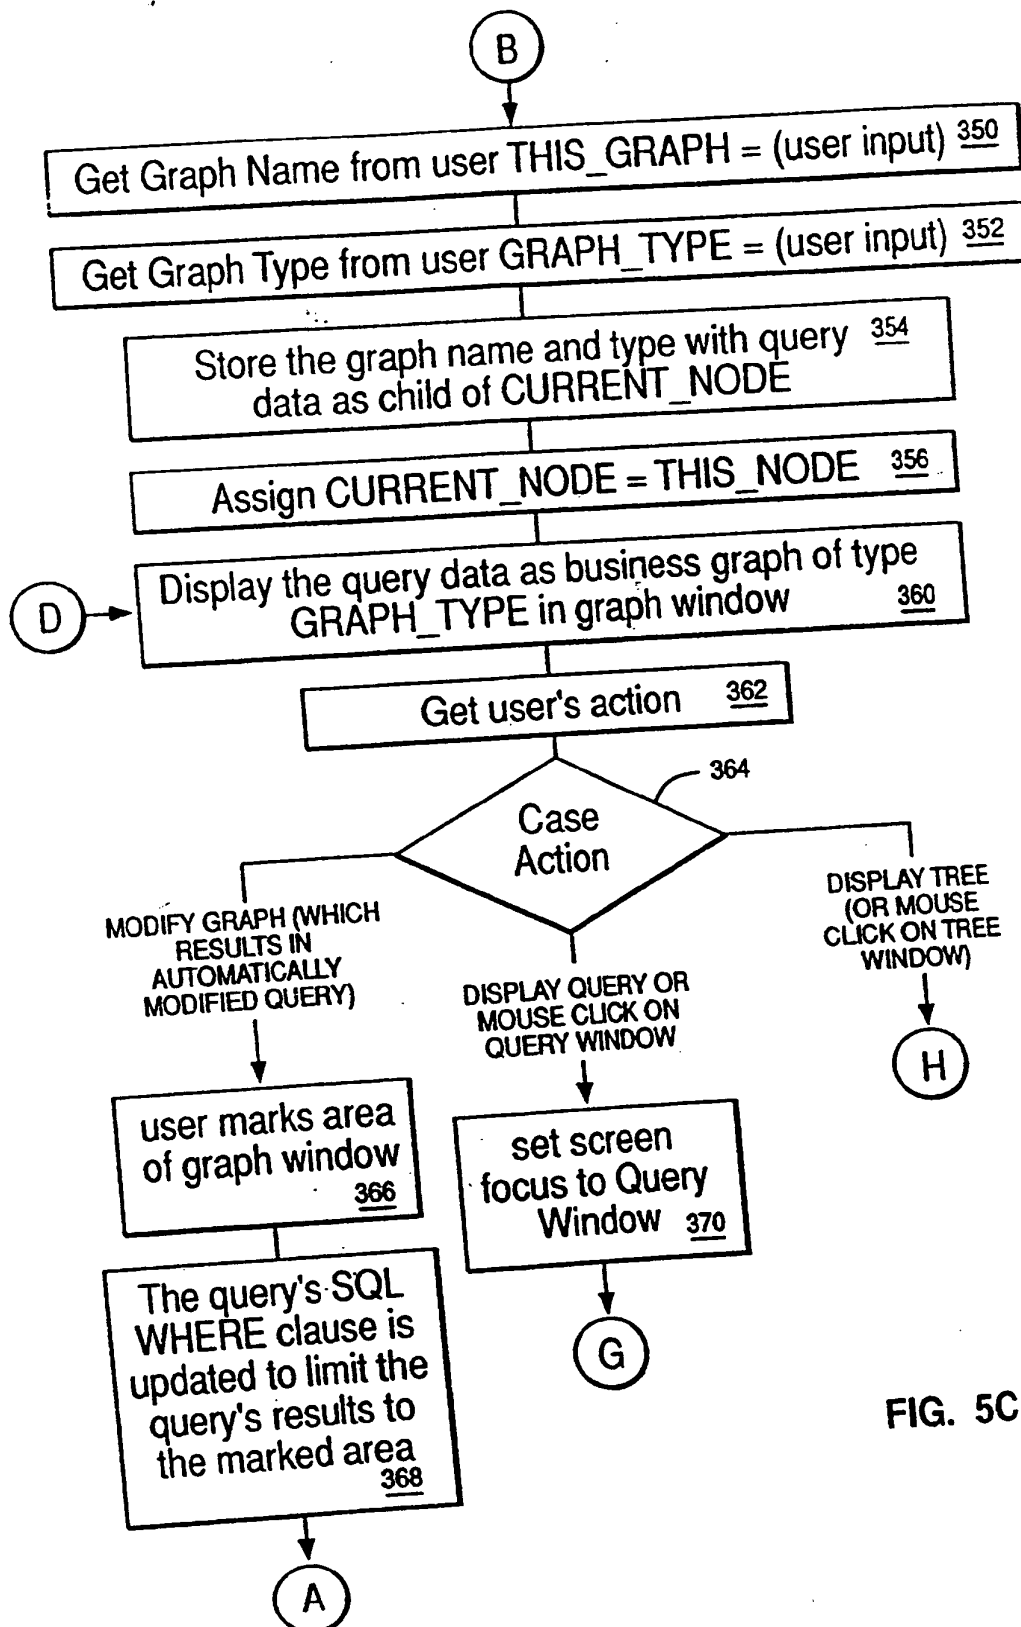 B
Get Graph Name from user THIS_GRAPH = (user input) 350
Get Graph Type from user GRAPH_TYPE = (user input) 352
Store the graph name and type with query 354
data as child of CURRENT_NODE
Assign CURRENT_NODE = THIS_NODE 356
D
Display the query data as business graph of type
GRAPH_TYPE in graph window 360
Get user's action 362
364
Case
Action
MODIFY GRAPH (WHICH
RESULTS IN
AUTOMATICALLY
MODIFIED QUERY)
DISPLAY QUERY OR
MOUSE CLICK ON
QUERY WINDOW
DISPLAY TREE
(OR MOUSE
CLICK ON TREE
WINDOW)
H
user marks area
of graph window
366
set screen
focus to Query
Window 370
G
The query's SQL
WHERE clause is
updated to limit the
query's results to
the marked area
368
A
FIG. 5C